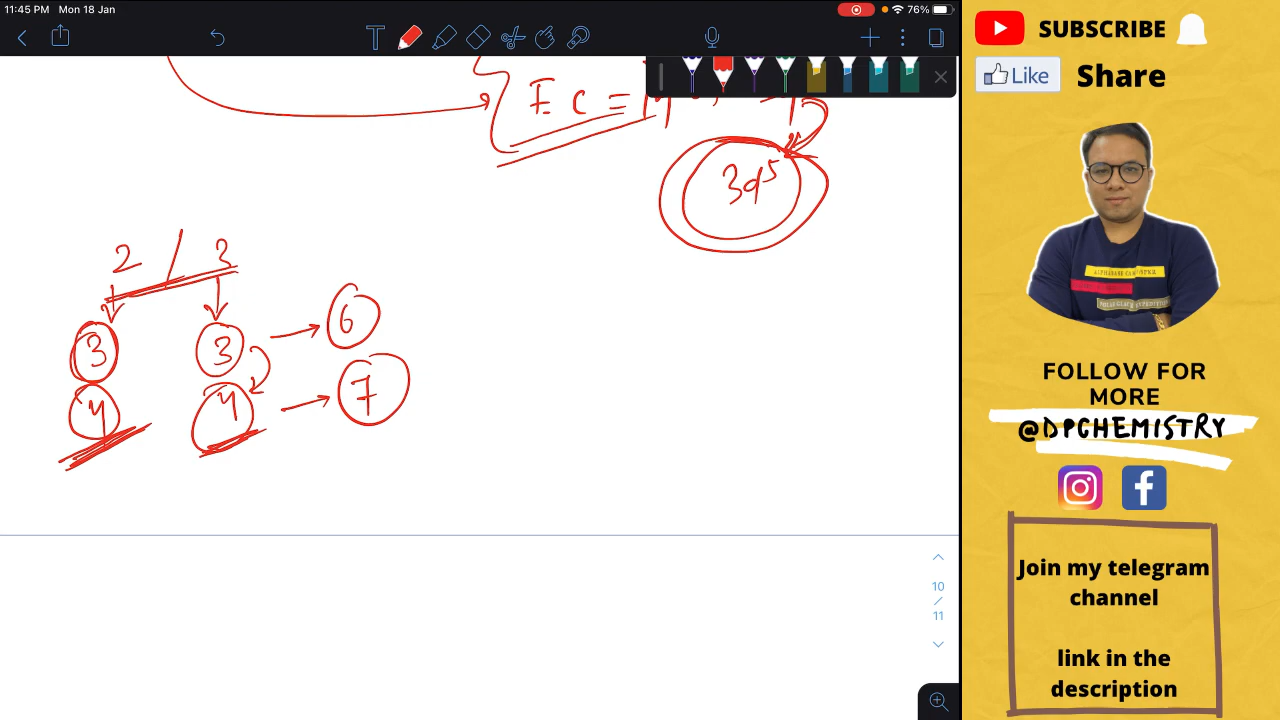 11:45 PM Mon 18 Jan
76%
E C =
3d⁵
2 / 3
3 3 → 6
4 4 → 7
10
/
11
SUBSCRIBE
Like Share
FOLLOW FOR
MORE
@DPCHEMISTRY
Join my telegram
channel
link in the
description